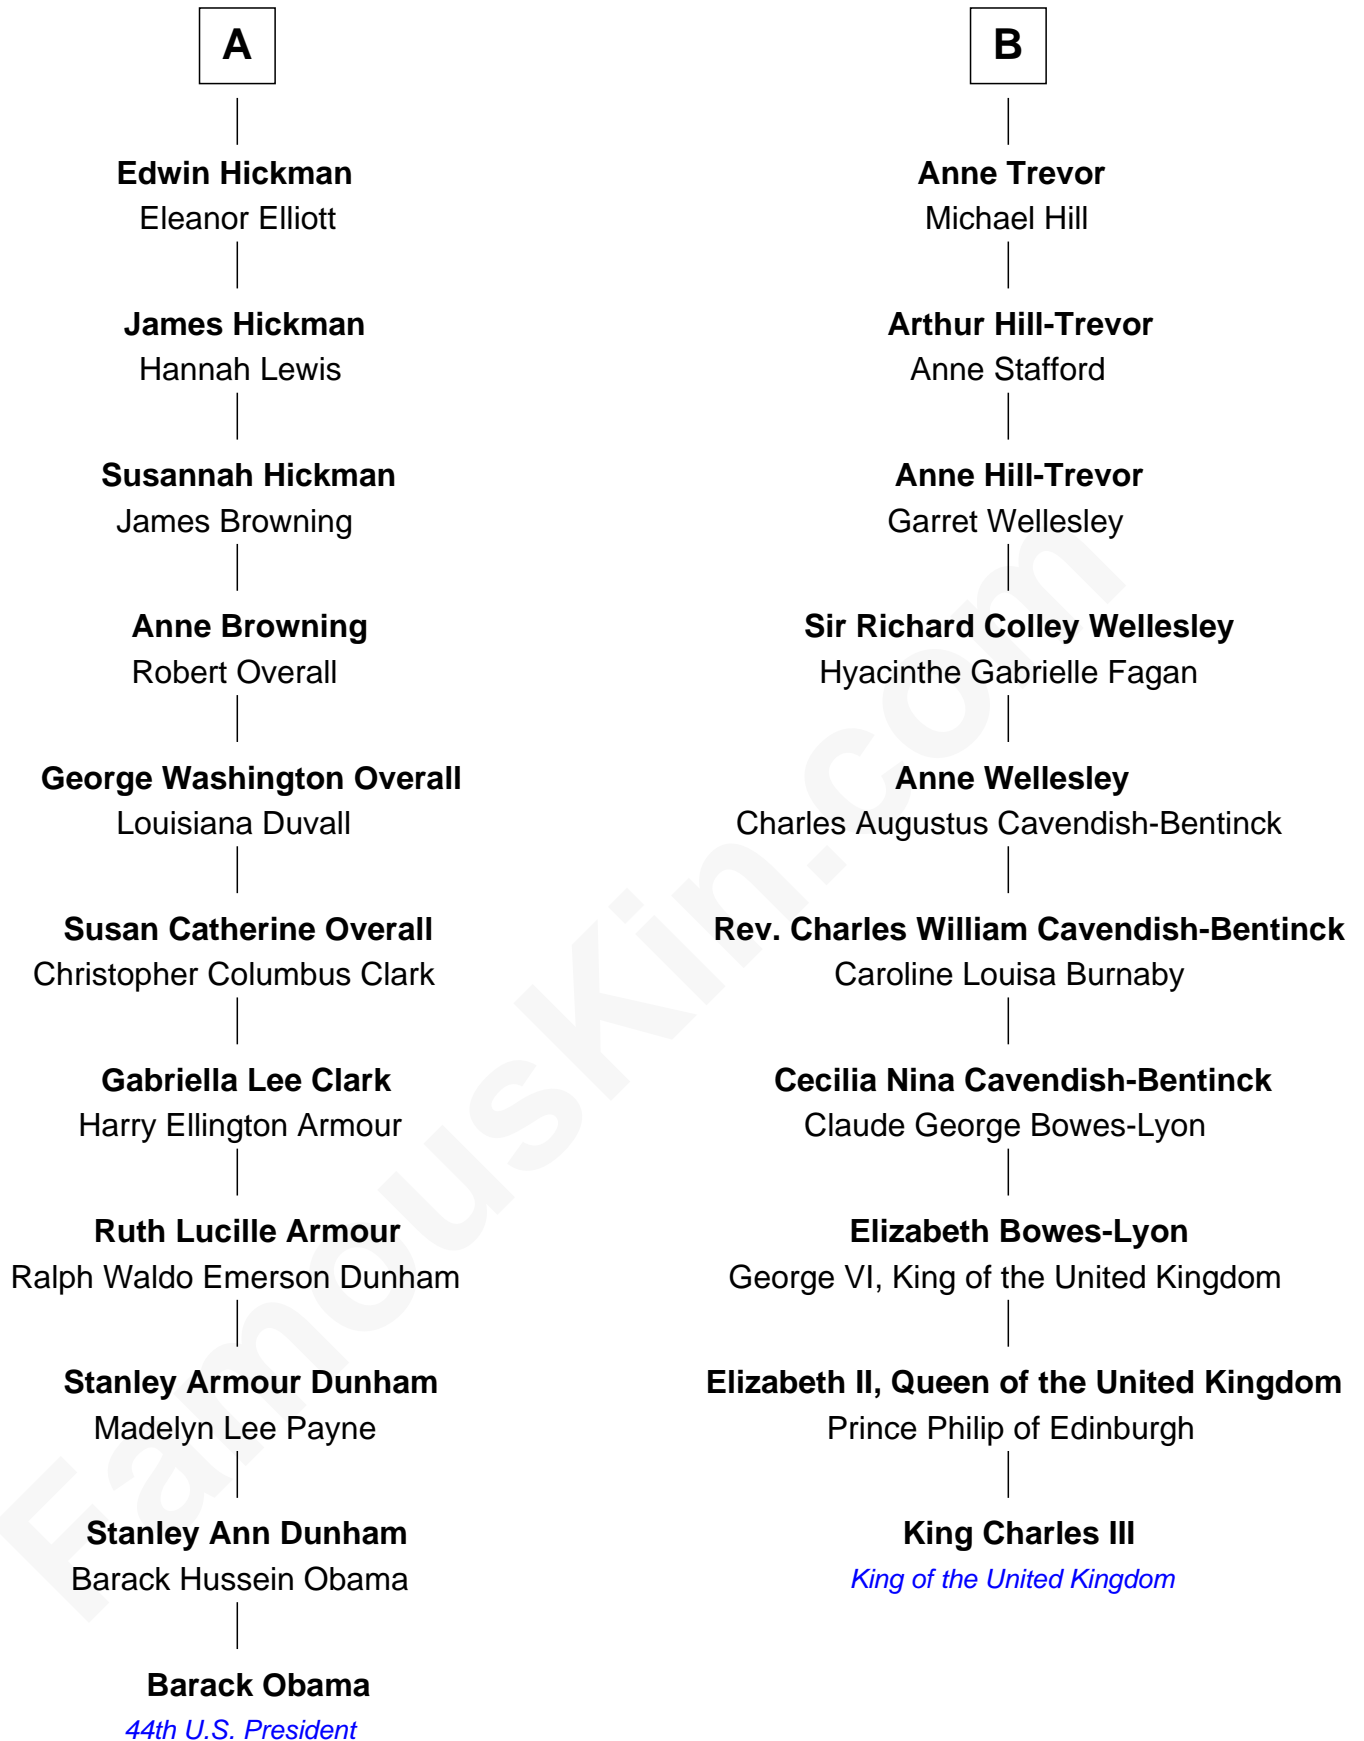 A
Edwin Hickman
Eleanor Elliott
James Hickman
Hannah Lewis
Susannah Hickman
James Browning
Anne Browning
Robert Overall
George Washington Overall
Louisiana Duvall
Susan Catherine Overall
Christopher Columbus Clark
Gabriella Lee Clark
Harry Ellington Armour
Ruth Lucille Armour
Ralph Waldo Emerson Dunham
Stanley Armour Dunham
Madelyn Lee Payne
Stanley Ann Dunham
Barack Hussein Obama
Barack Obama
44th U.S. President
B
Anne Trevor
Michael Hill
Arthur Hill-Trevor
Anne Stafford
Anne Hill-Trevor
Garret Wellesley
Sir Richard Colley Wellesley
Hyacinthe Gabrielle Fagan
Anne Wellesley
Charles Augustus Cavendish-Bentinck
Rev. Charles William Cavendish-Bentinck
Caroline Louisa Burnaby
Cecilia Nina Cavendish-Bentinck
Claude George Bowes-Lyon
Elizabeth Bowes-Lyon
George VI, King of the United Kingdom
Elizabeth II, Queen of the United Kingdom
Prince Philip of Edinburgh
King Charles III
King of the United Kingdom
FamousKin.com